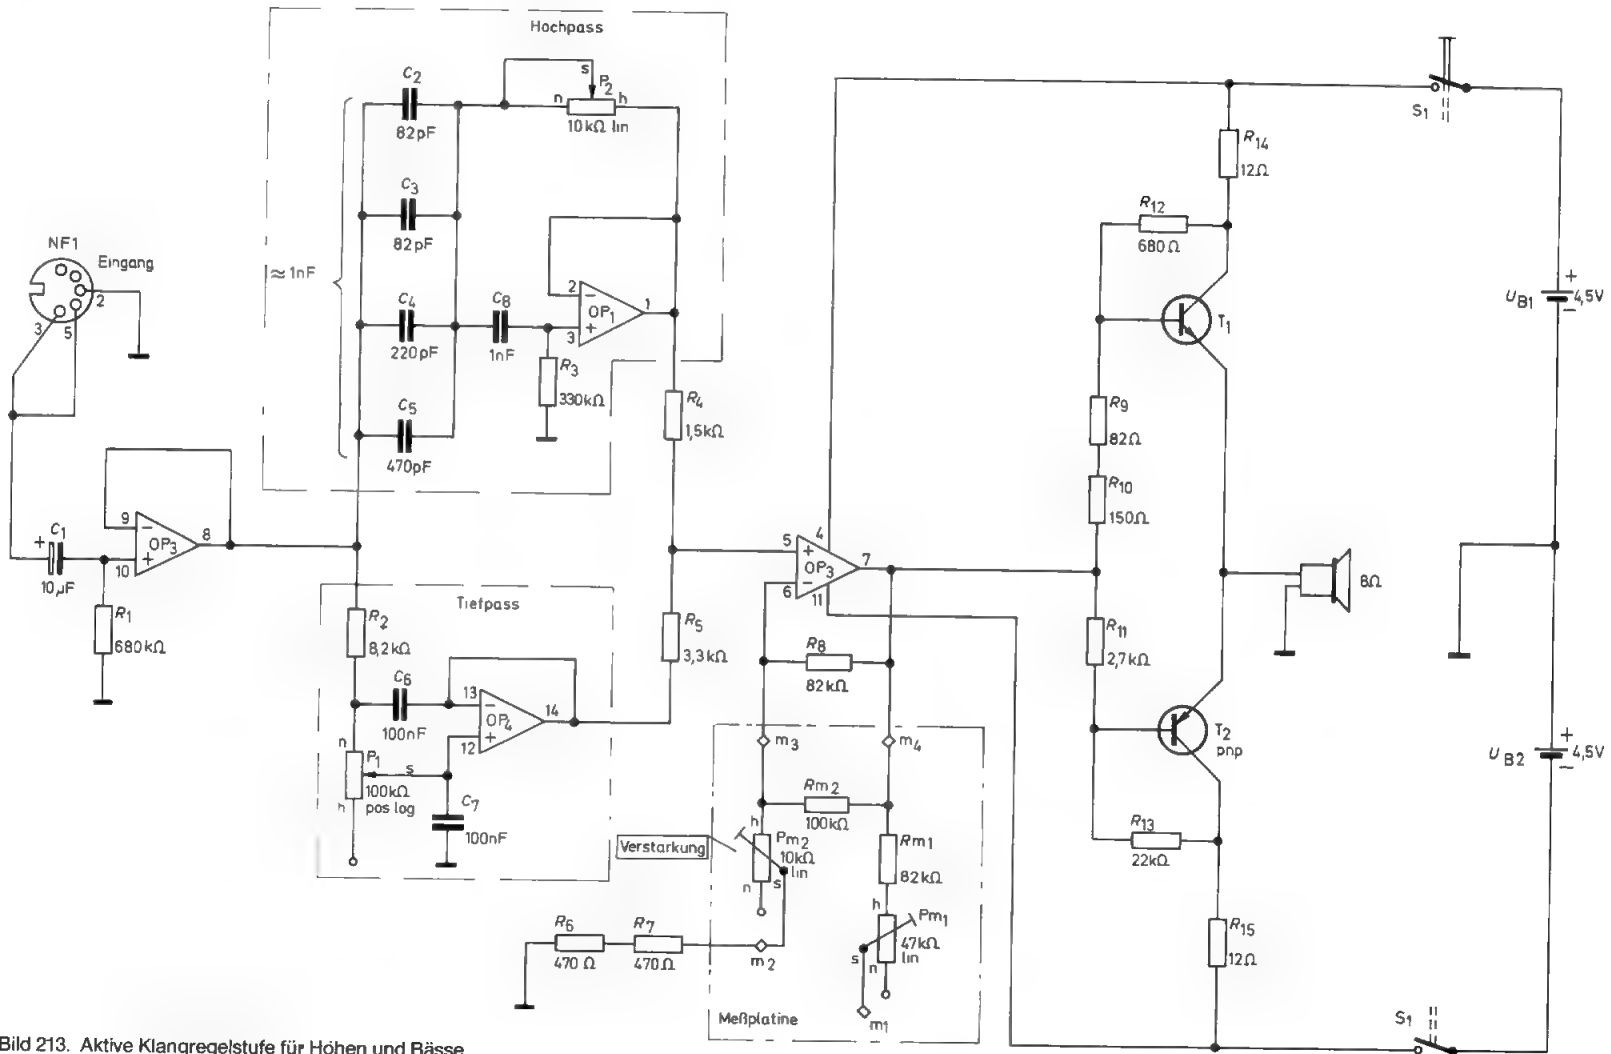 Hochpass
C2
82pF
s
P2
n
h
10kΩ lin
C3
82pF
≈ 1nF
C4
220pF
C8
1nF
2
−
OP1
1
+
3
R3
330kΩ
C5
470pF
R4
1,5kΩ
NF1
Eingang
2
3
5
+
C1
10µF
9
−
OP3
8
10
+
R1
680kΩ
Tiefpass
R2
8,2kΩ
C6
100nF
13
−
OP4
14
12
+
n
P1
s
100kΩ
pos log
h
C7
100nF
R5
3,3kΩ
5
+
4
OP3
7
−
6
11
R8
82kΩ
m3
m4
Rm2
100kΩ
Verstarkung
h
Pm2
10kΩ
lin
n
s
Rm1
82kΩ
h
Pm1
47kΩ
lin
s
n
m1
m2
R6
470Ω
R7
470Ω
Meßplatine
S1
R14
12Ω
R12
680Ω
T1
R9
82Ω
R10
150Ω
R11
2,7kΩ
8Ω
T2
pnp
R13
22kΩ
R15
12Ω
UB1
+
4,5V
−
UB2
+
4,5V
−
S1
Bild 213. Aktive Klangregelstufe für Höhen und Bässe